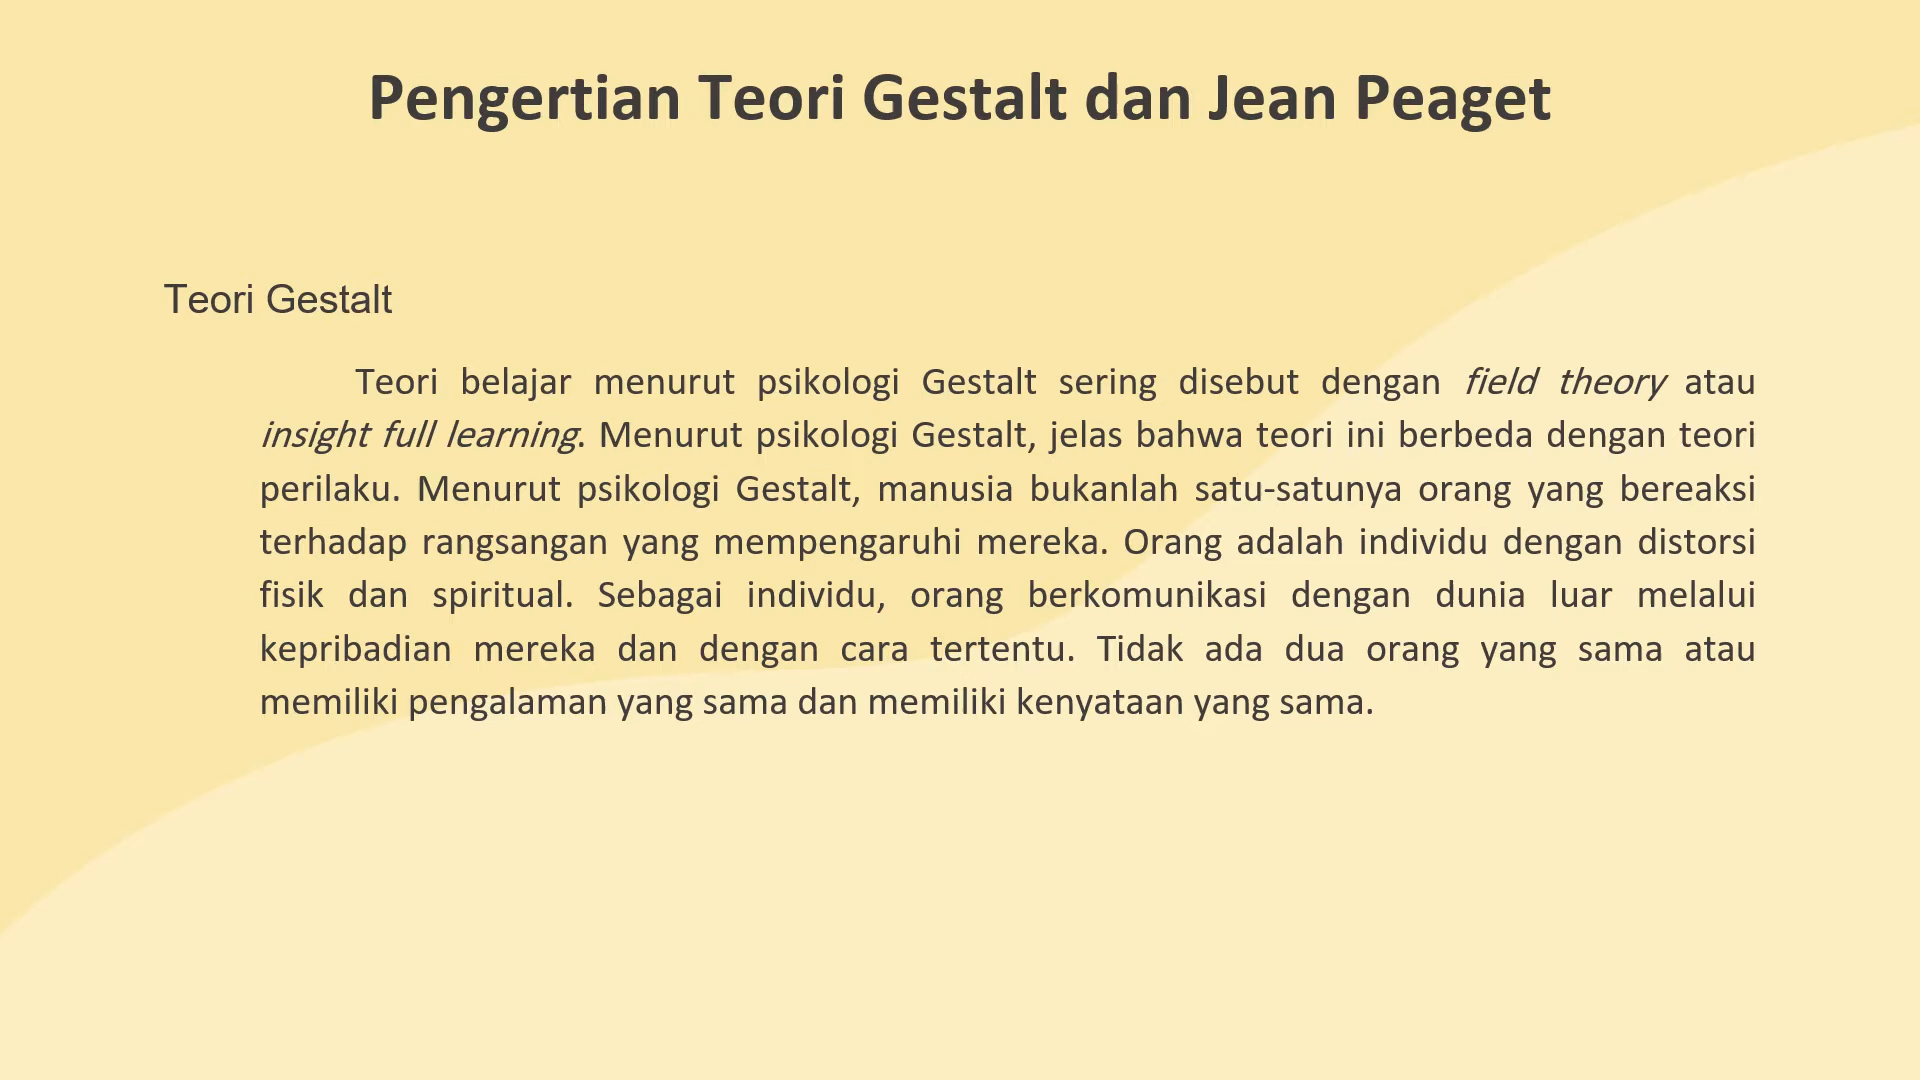 Pengertian Teori Gestalt dan Jean Peaget
Teori Gestalt
Teori belajar menurut psikologi Gestalt sering disebut dengan field theory atau
insight full learning. Menurut psikologi Gestalt, jelas bahwa teori ini berbeda dengan teori
perilaku. Menurut psikologi Gestalt, manusia bukanlah satu-satunya orang yang bereaksi
terhadap rangsangan yang mempengaruhi mereka. Orang adalah individu dengan distorsi
fisik dan spiritual. Sebagai individu, orang berkomunikasi dengan dunia luar melalui
kepribadian mereka dan dengan cara tertentu. Tidak ada dua orang yang sama atau
memiliki pengalaman yang sama dan memiliki kenyataan yang sama.